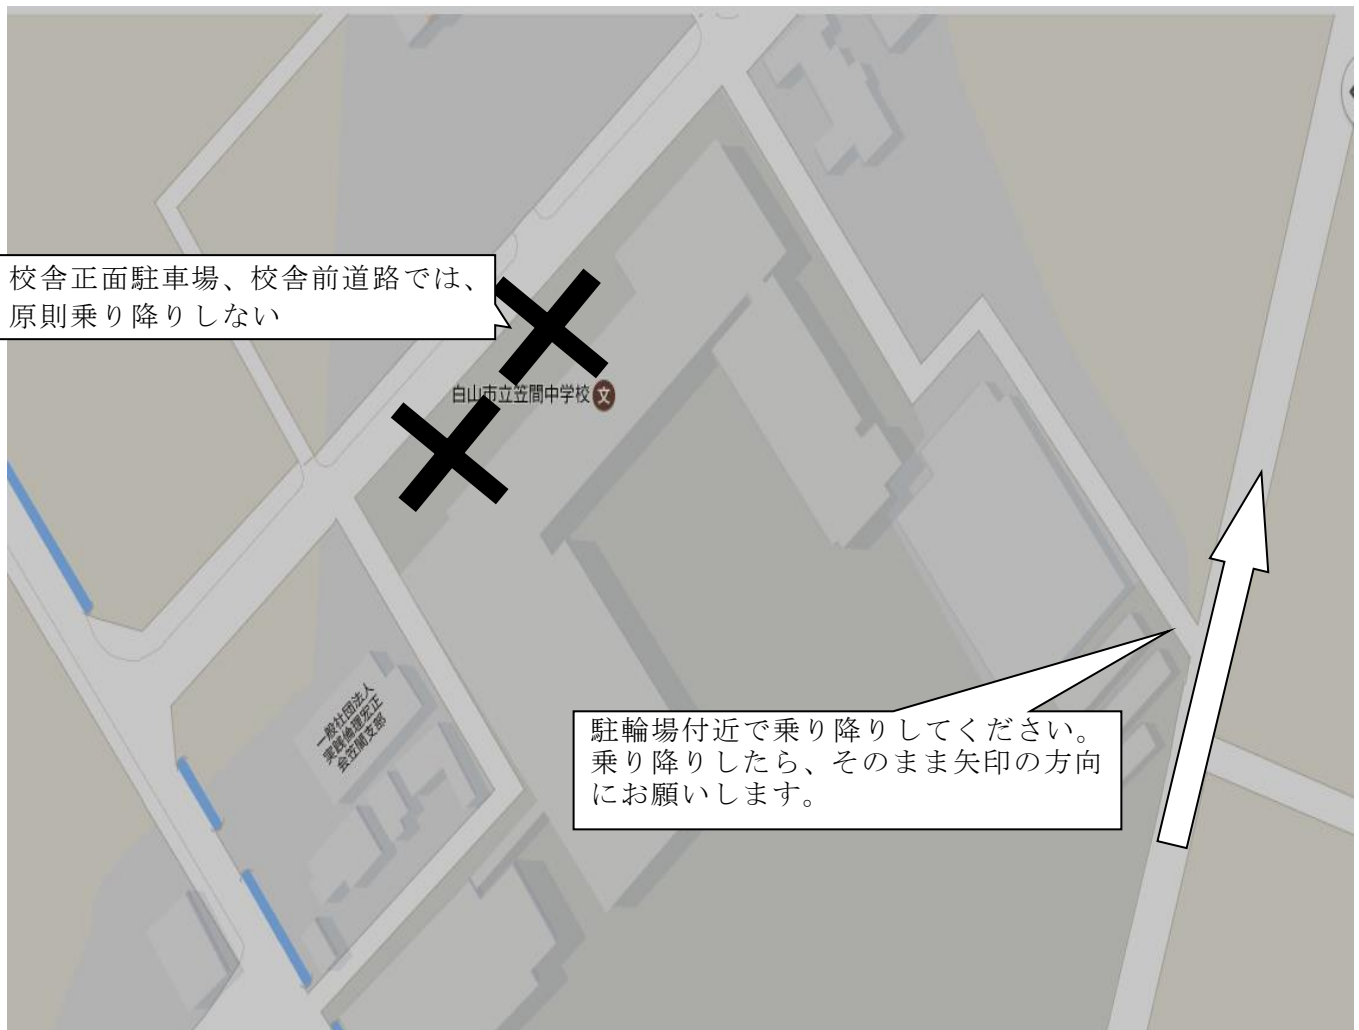 校舎正面駐車場、校舎前道路では、
原則乗り降りしない
白山市立笠間中学校
文
一般社団法人
実践倫理宏正
会笠間支部
駐輪場付近で乗り降りしてください。
乗り降りしたら、そのまま矢印の方向
にお願いします。